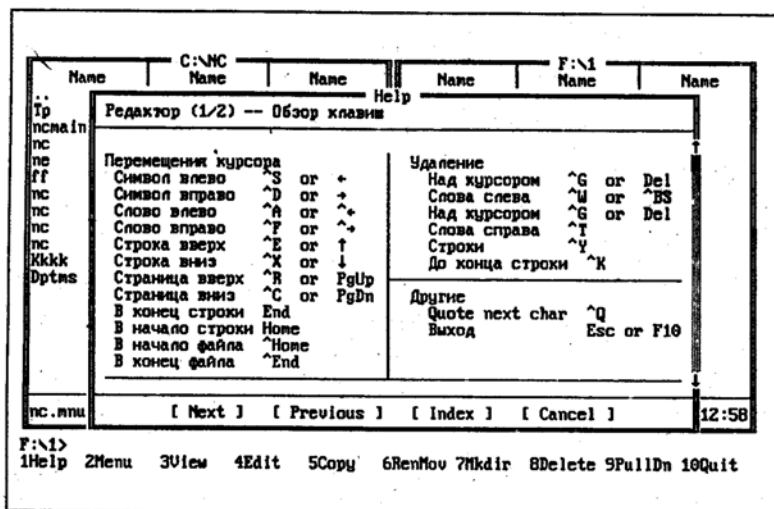 C:\NC F:\1
Name Name Name Name Name Name
Help
..
Tp
ncmain
nc
ne
ff
nc
nc
nc
nc
Kkkk
Dptms
Редактор (1/2) -- Обзор клавиш
Перемещения курсора
Символ влево ^S or ←
Символ вправо ^D or →
Слово влево ^A or ^←
Слово вправо ^F or ^→
Строка вверх ^E or ↑
Строка вниз ^X or ↓
Страница вверх ^R or PgUp
Страница вниз ^C or PgDn
В конец строки End
В начало строки Home
В начало файла ^Home
В конец файла ^End
Удаление
Над курсором ^G or Del
Слова слева ^W or ^BS
Над курсором ^G or Del
Слова справа ^T
Строки ^Y
До конца строки ^K
Другие
Quote next char ^Q
Выход Esc or F10
nc.mnu [ Next ] [ Previous ] [ Index ] [ Cancel ] 12:58
F:\1>
1Help 2Menu 3View 4Edit 5Copy 6RenMov 7Mkdir 8Delete 9PullDn 10Quit